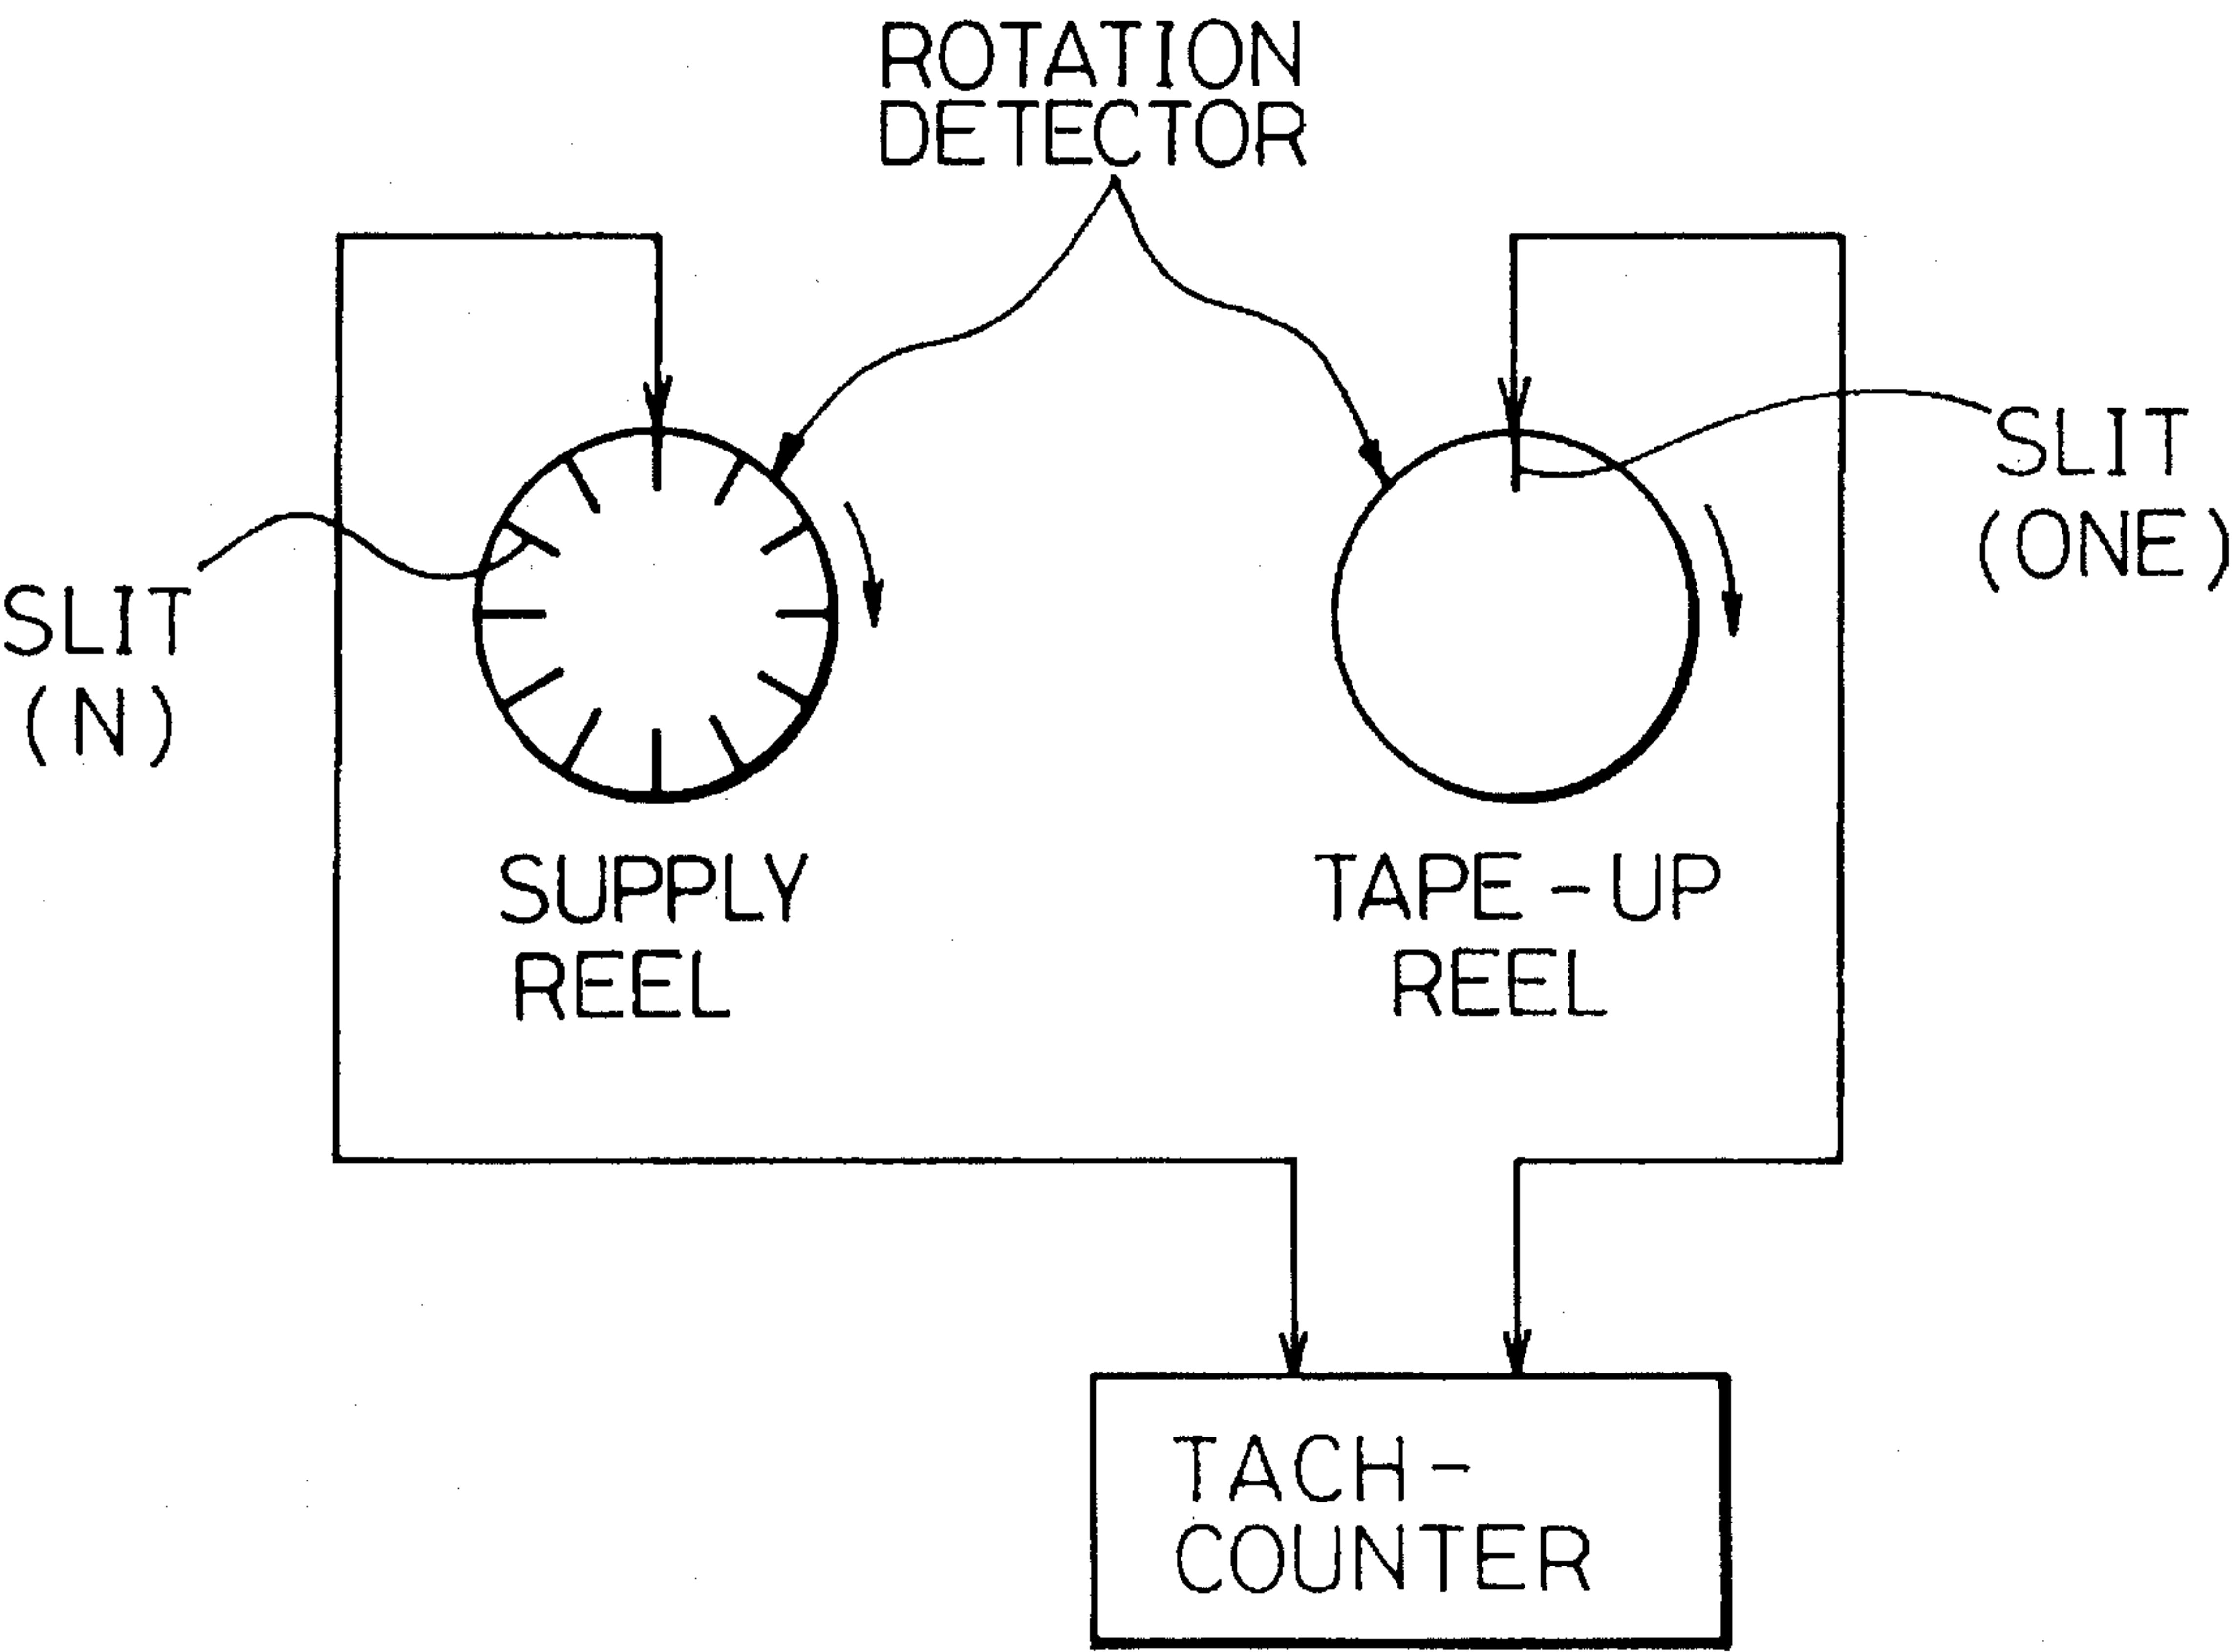 ROTATION
DETECTOR
SLIT
(ONE)
SLIT
(N)
SUPPLY
REEL
TAPE-UP
REEL
TACH-
COUNTER